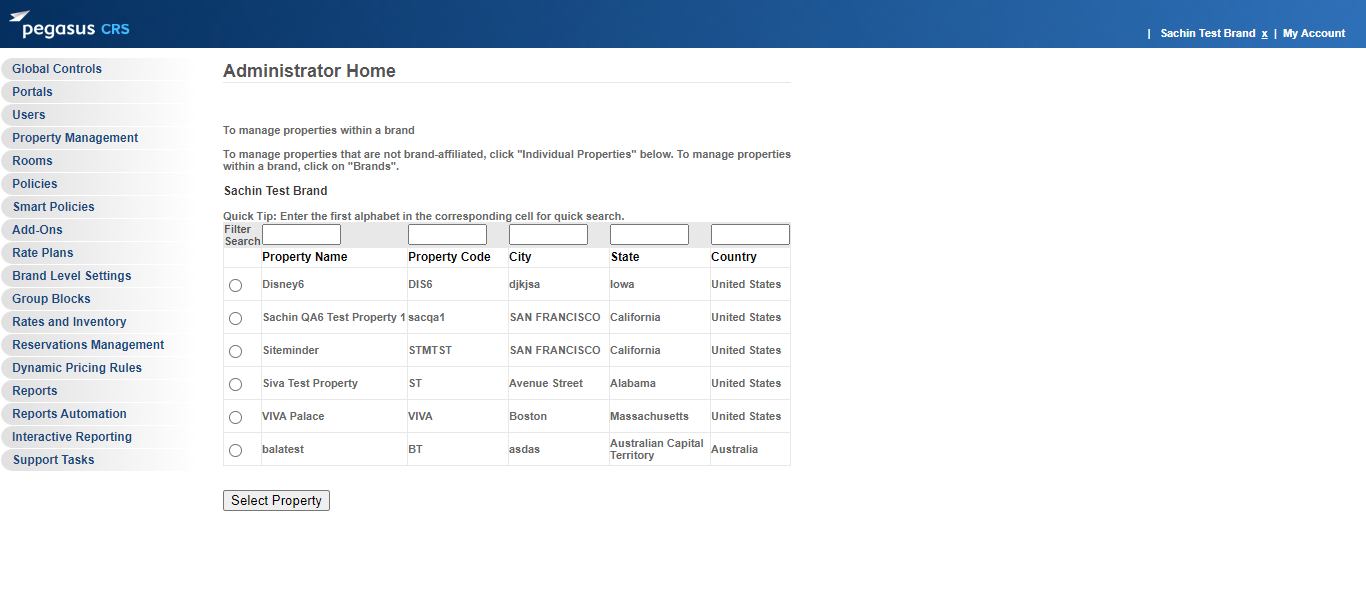 pegasus CRS
| Sachin Test Brand x | My Account
Global Controls
Portals
Users
Property Management
Rooms
Policies
Smart Policies
Add-Ons
Rate Plans
Brand Level Settings
Group Blocks
Rates and Inventory
Reservations Management
Dynamic Pricing Rules
Reports
Reports Automation
Interactive Reporting
Support Tasks
Administrator Home
To manage properties within a brand
To manage properties that are not brand-affiliated, click "Individual Properties" below. To manage properties
within a brand, click on "Brands".
Sachin Test Brand
Quick Tip: Enter the first alphabet in the corresponding cell for quick search.
Filter
Search
Property Name Property Code City State Country
Disney6 DIS6 djkjsa Iowa United States
Sachin QA6 Test Property 1 sacqa1 SAN FRANCISCO California United States
Siteminder STMTST SAN FRANCISCO California United States
Siva Test Property ST Avenue Street Alabama United States
VIVA Palace VIVA Boston Massachusetts United States
balatest BT asdas Australian Capital
Territory Australia
Select Property